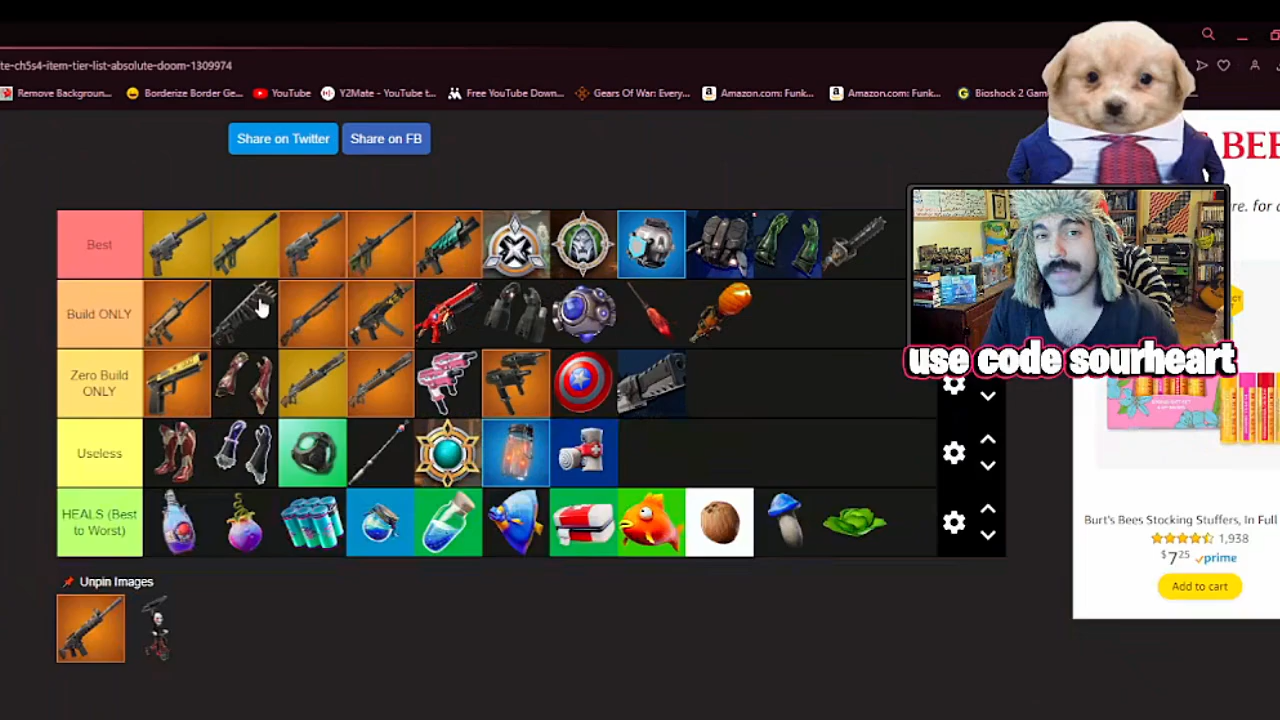 te-ch5s4-item-tier-list-absolute-doom-1309974
Remove Backgroun... Borderize Border Ge... YouTube Y2Mate - YouTube t... Free YouTube Down... Gears Of War: Every... Amazon.com: Funk... Amazon.com: Funk... Bioshock 2 Gam
Share on Twitter Share on FB
BEE
re. for
Best
Build ONLY
use code sourheart
Zero Build
ONLY
Useless
HEALS (Best
to Worst)
Burt's Bees Stocking Stuffers, In Full
1,938
$7.25 prime
Add to cart
Unpin Images